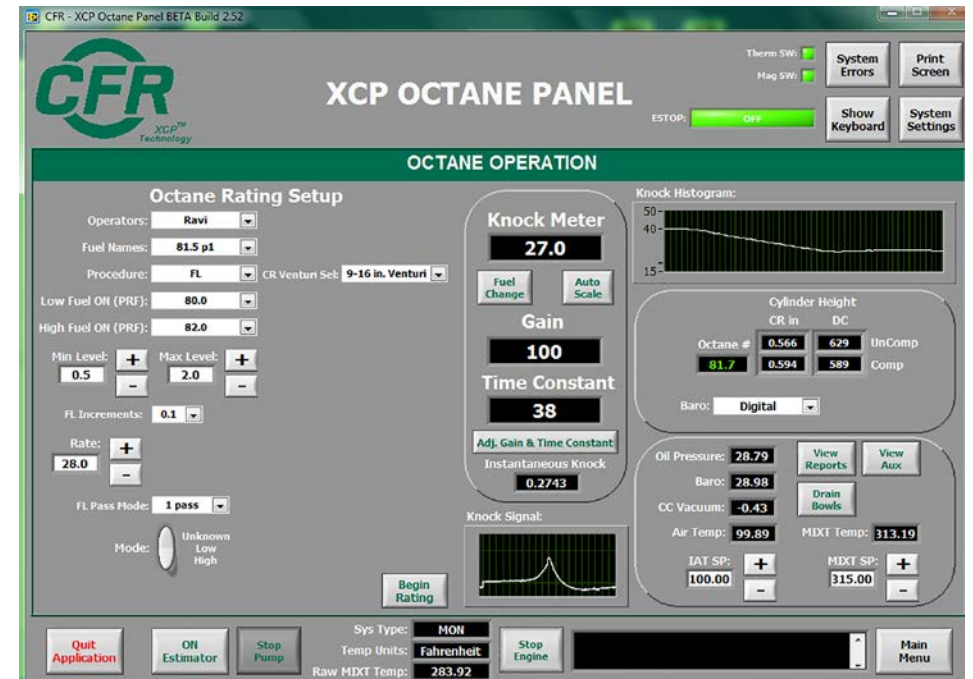 CFR - XCP Octane Panel BETA Build 2.52
CFR
XCP™
Technology
XCP OCTANE PANEL
Therm SW:
Mag SW:
ESTOP: OFF
System Errors
Print Screen
Show Keyboard
System Settings
OCTANE OPERATION
Octane Rating Setup
Operators: Ravi
Fuel Names: 81.5 p1
Procedure: FL CR Venturi Sel: 9-16 in. Venturi
Low Fuel ON (PRF): 80.0
High Fuel ON (PRF): 82.0
Min Level: + Max Level: +
0.5 - 2.0 -
FL Increments: 0.1
Rate: +
28.0 -
FL Pass Mode: 1 pass
Mode: Unknown
Low
High
Begin
Rating
Knock Meter
27.0
Fuel Change
Auto Scale
Gain
100
Time Constant
38
Adj. Gain & Time Constant
Instantaneous Knock
0.2743
Knock Signal:
Knock Histogram:
50-
40-
15-
Cylinder Height
CR in DC
Octane # 0.566 629 UnComp
81.7 0.594 589 Comp
Baro: Digital
Oil Pressure: 28.79
Baro: 28.98
CC Vacuum: -0.43
Air Temp: 99.89
View Reports
View Aux
Drain Bowls
MIXT Temp: 313.19
IAT SP: +
100.00 -
MIXT SP: +
315.00 -
Quit Application
ON Estimator
Stop Pump
Sys Type: MON
Temp Units: Fahrenheit
Raw MIXT Temp: 283.92
Stop Engine
Main Menu